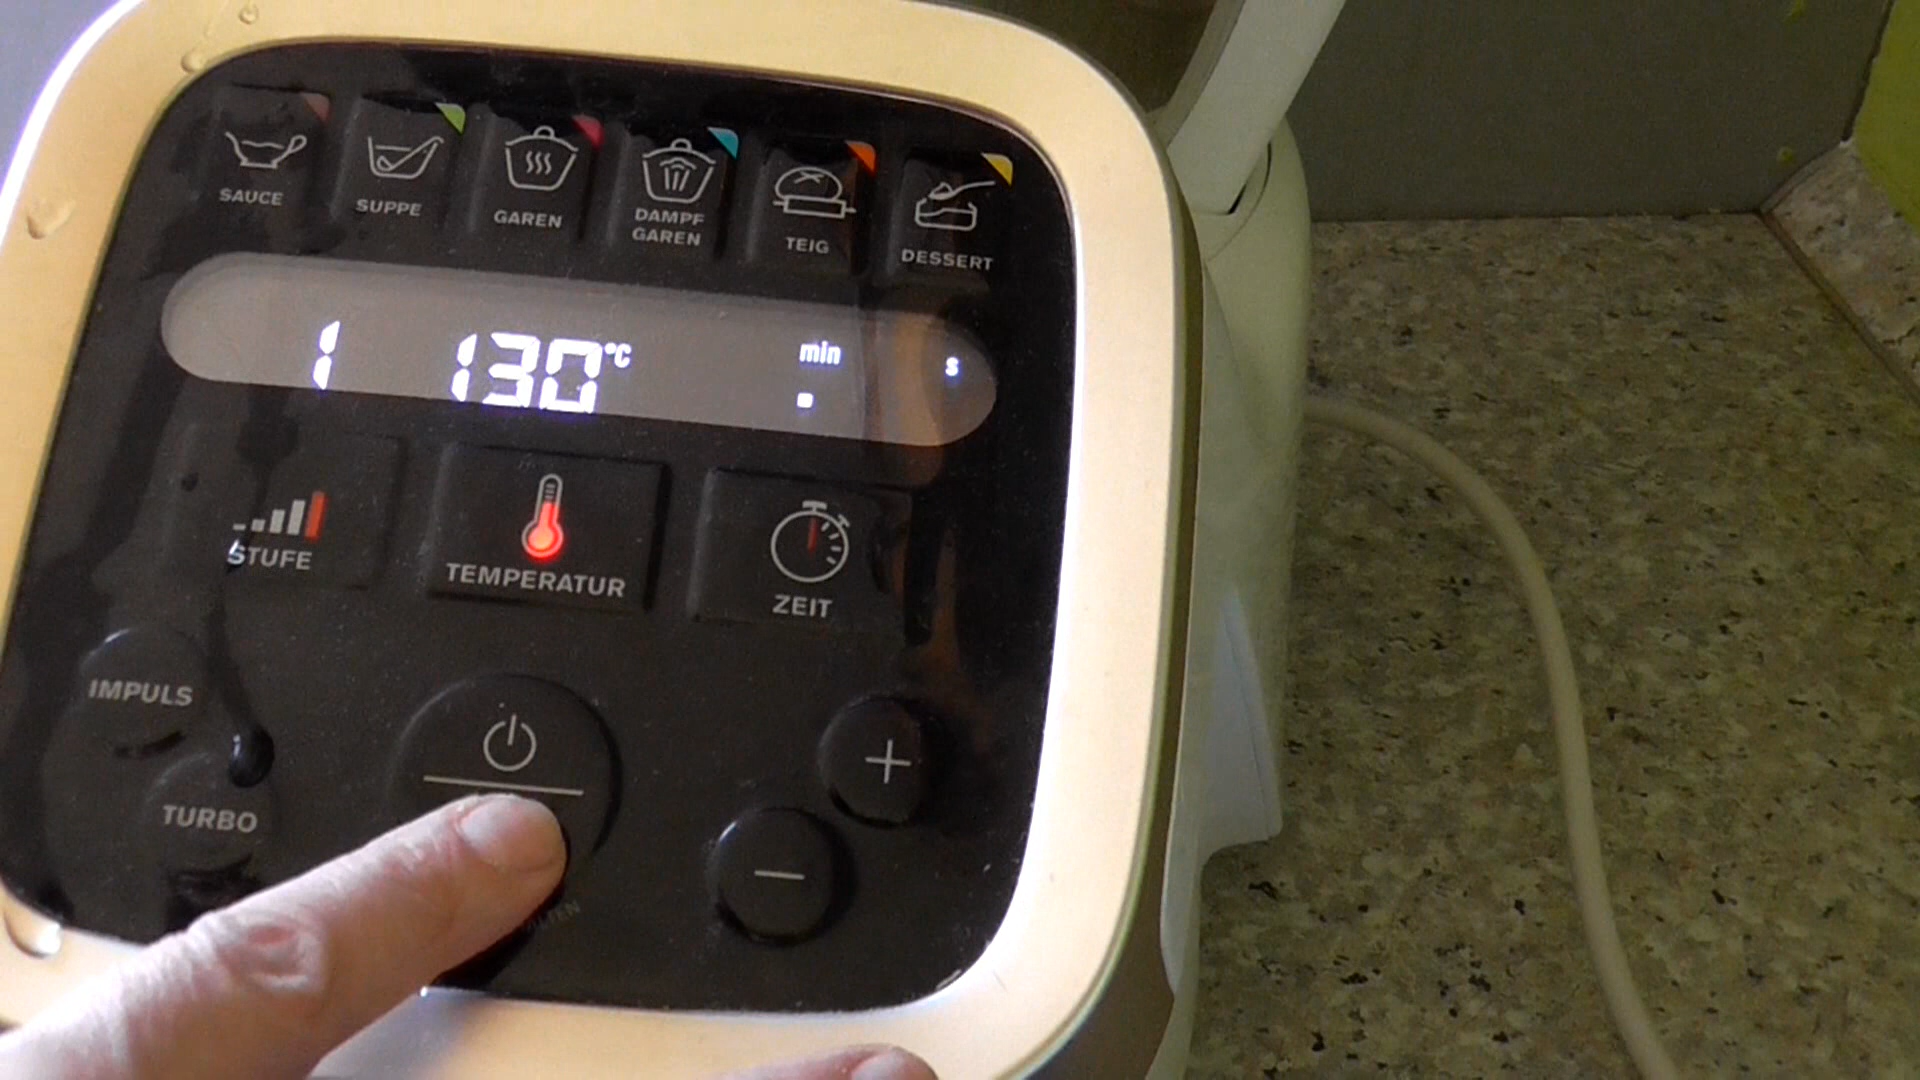 SAUCE
SUPPE
GAREN
DAMPF
GAREN
TEIG
DESSERT
1 130°C min s
STUFE
TEMPERATUR
ZEIT
IMPULS
TURBO